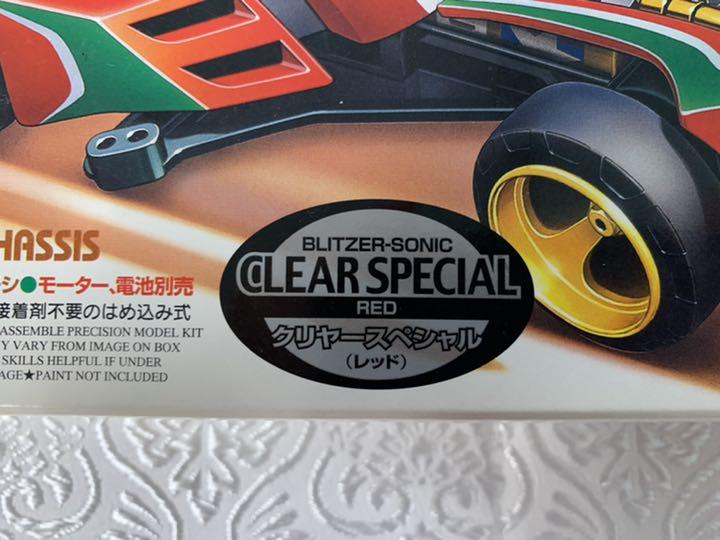 HASSIS
シ●モーター、電池別売
接着剤不要のはめ込み式
ASSEMBLE PRECISION MODEL KIT
Y VARY FROM IMAGE ON BOX
SKILLS HELPFUL IF UNDER
AGE★PAINT NOT INCLUDED
BLITZER-SONIC
CLEAR SPECIAL
RED
クリヤースペシャル
(レッド)